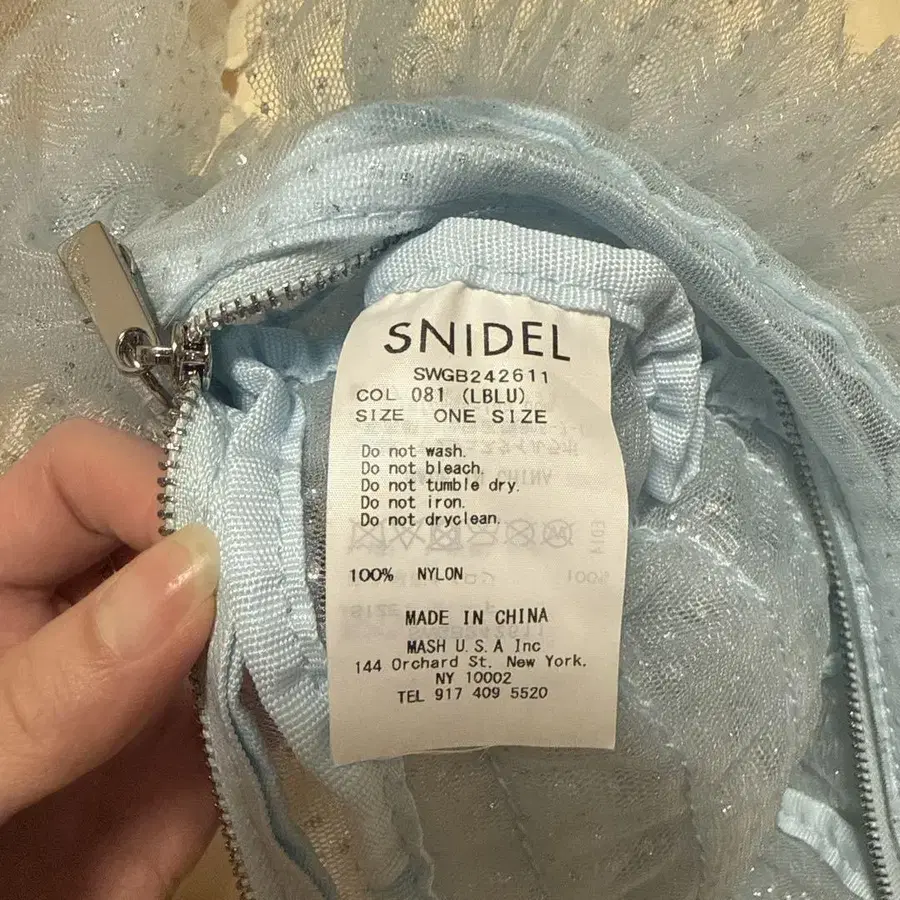 SNIDEL
SWGB242611
COL 081 (LBLU)
SIZE ONE SIZE
Do not wash.
Do not bleach.
Do not tumble dry.
Do not iron.
Do not dryclean.
100% NYLON
MADE IN CHINA
MASH U.S.A Inc
144 Orchard St. New York.
NY 10002
TEL 917 409 5520